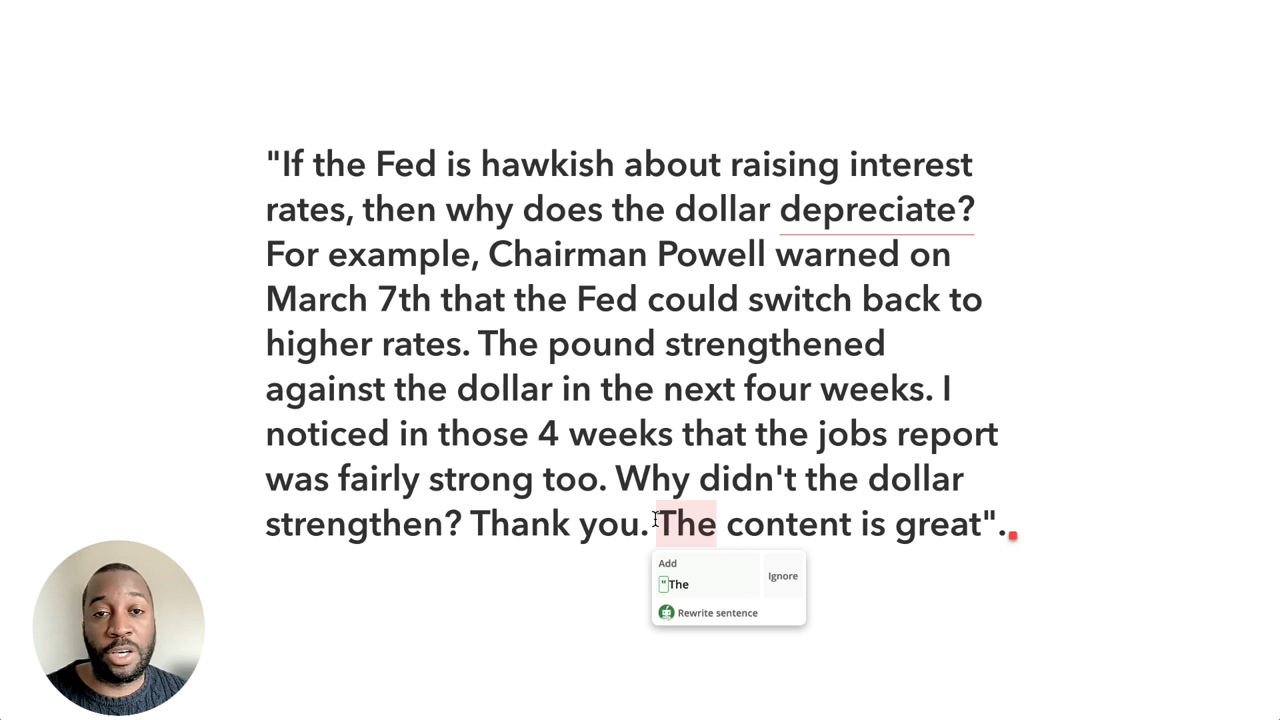 "If the Fed is hawkish about raising interest
rates, then why does the dollar depreciate?
For example, Chairman Powell warned on
March 7th that the Fed could switch back to
higher rates. The pound strengthened
against the dollar in the next four weeks. I
noticed in those 4 weeks that the jobs report
was fairly strong too. Why didn't the dollar
strengthen? Thank you. The content is great".
Add
"The
Ignore
Rewrite sentence